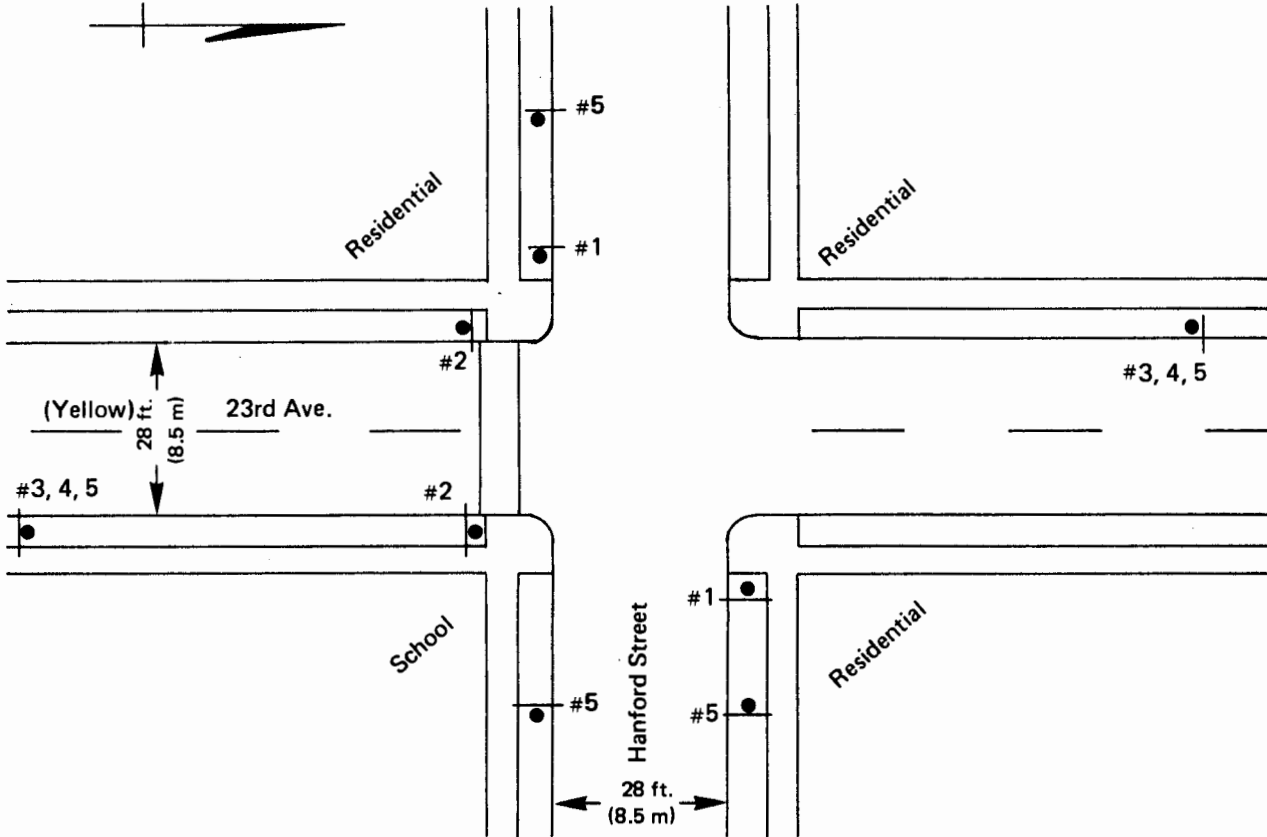 #5
Residential
Residential
#1
#2
#3, 4, 5
(Yellow)
28 ft.
(8.5 m)
23rd Ave.
#3, 4, 5
#2
School
Hanford Street
#1
Residential
#5
#5
28 ft.
(8.5 m)